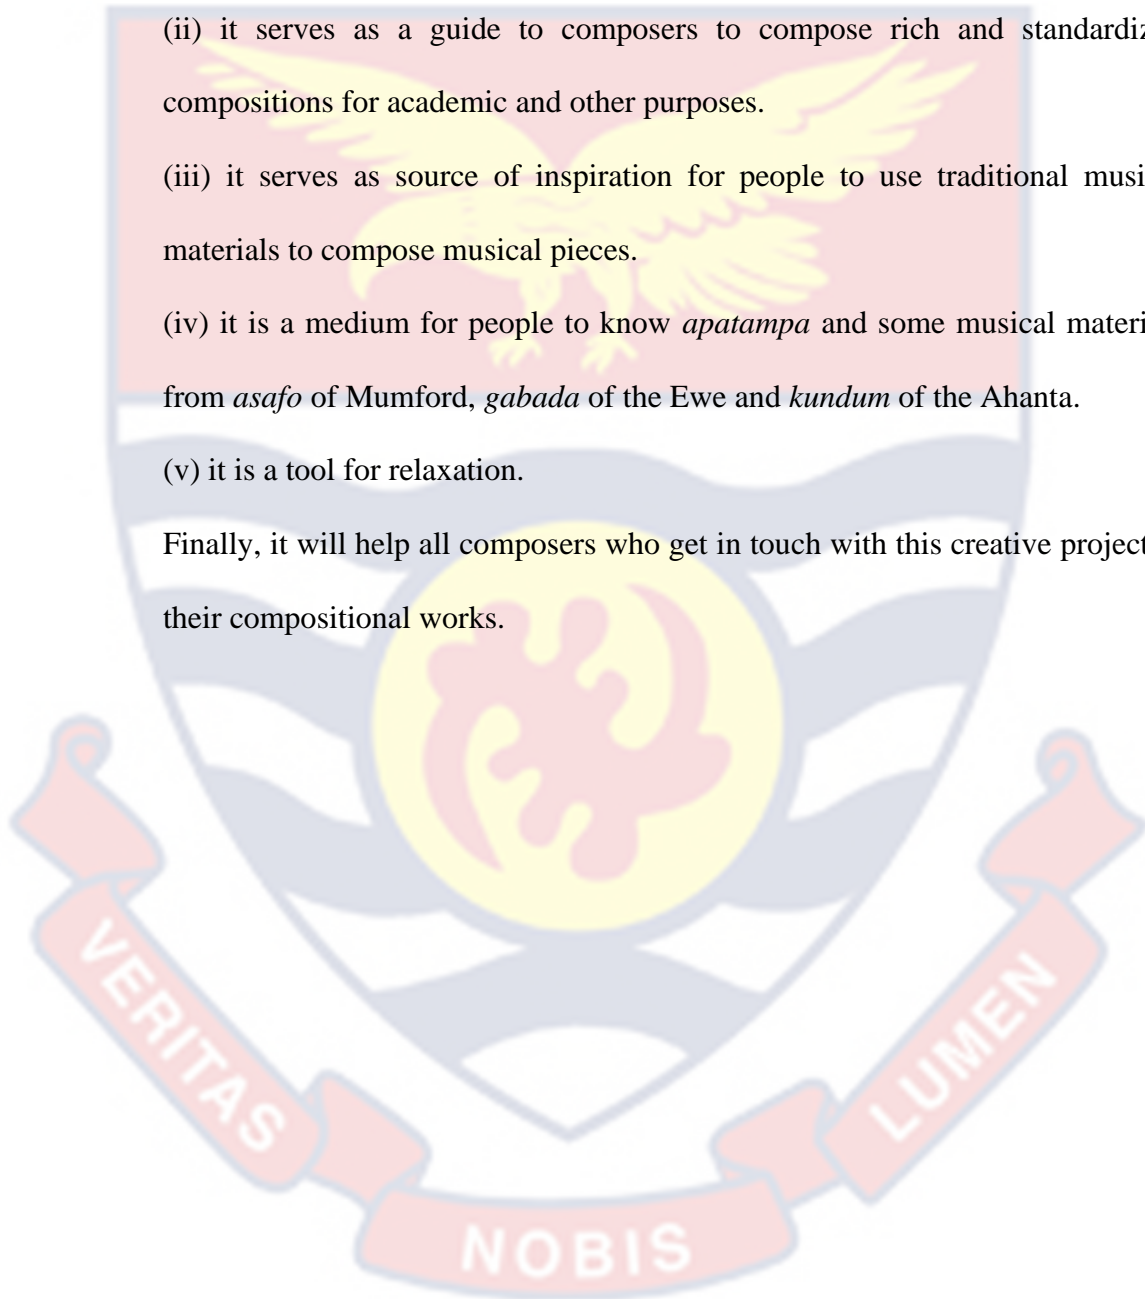 (ii) it serves as a guide to composers to compose rich and standardiz
compositions for academic and other purposes.
(iii) it serves as source of inspiration for people to use traditional musi
materials to compose musical pieces.
(iv) it is a medium for people to know apatampa and some musical materi
from asafo of Mumford, gabada of the Ewe and kundum of the Ahanta.
(v) it is a tool for relaxation.
Finally, it will help all composers who get in touch with this creative project
their compositional works.
VERITAS
NOBIS
LUMEN